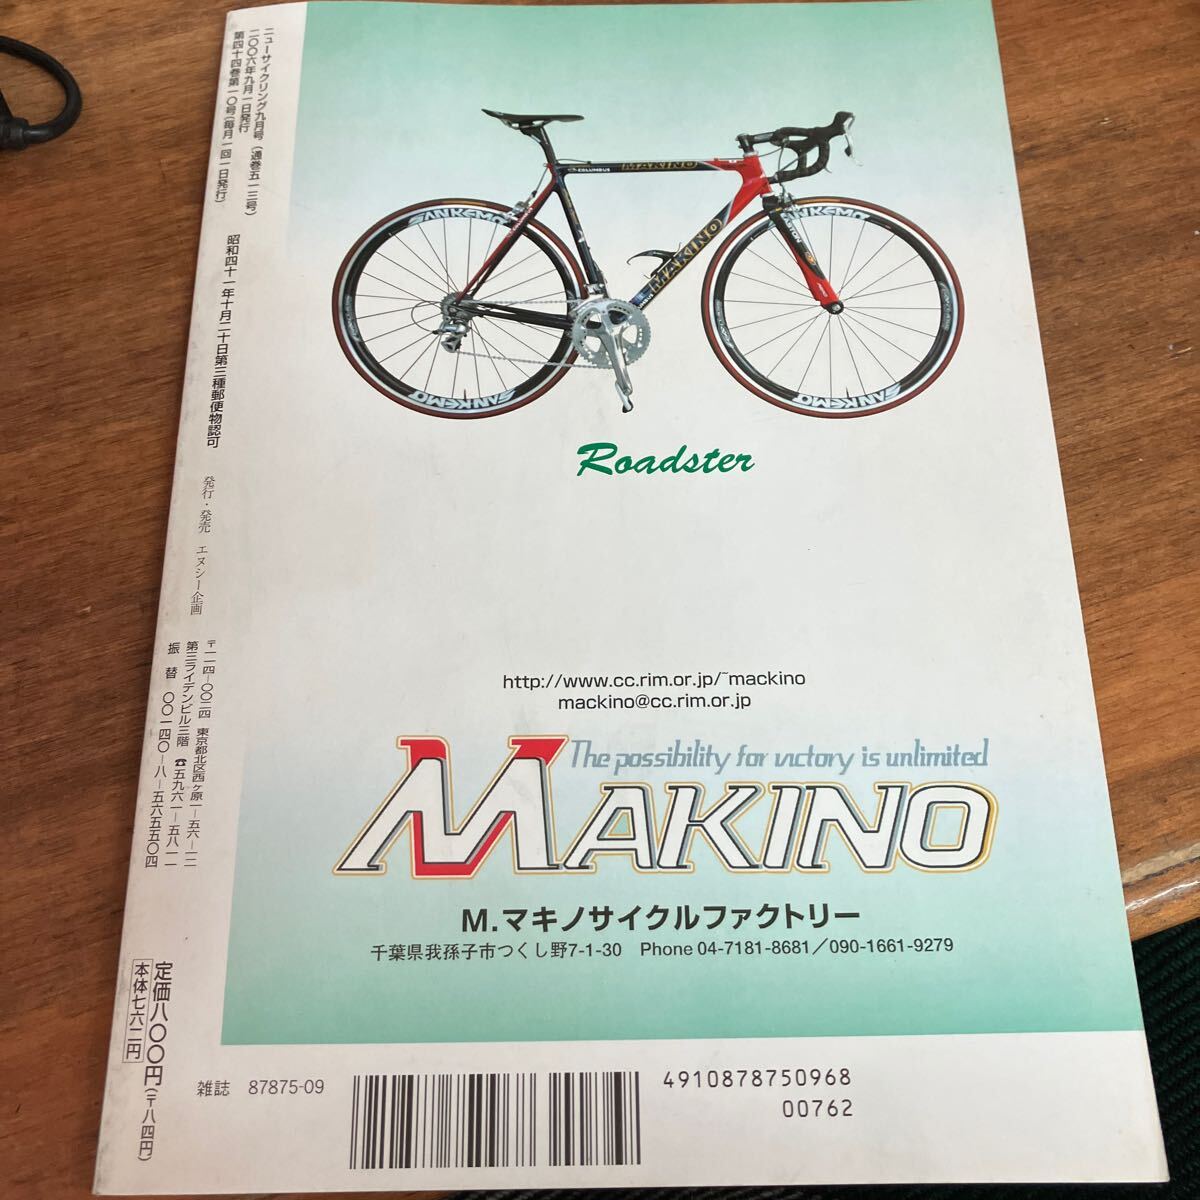 ニューサイクリング九月号(通巻五一三号)
二〇〇六年九月一日発行
第四十四巻第一〇号(毎月一回一日発行)
昭和四十一年十月二十日第三種郵便物認可
発行・発売 エヌシー企画
〒一一四-〇〇二四 東京都北区西ヶ原一-五六-一二
第三ライデンビル三階 ☎五九六一-五八一一
振替 〇〇一四〇-八-五六五五〇四
定価八〇〇円(〒八四円)
本体七六二円
MAKINO
COLUMBUS
MAKINO
SANKEMO
SANKEMO
SANKEMO
SANKEMO
EASTON
Roadster
http://www.cc.rim.or.jp/~mackino
mackino@cc.rim.or.jp
The possibility for victory is unlimited
MAKINO
M.マキノサイクルファクトリー
千葉県我孫子市つくし野7-1-30 Phone 04-7181-8681/090-1661-9279
雑誌 87875-09
4910878750968
00762